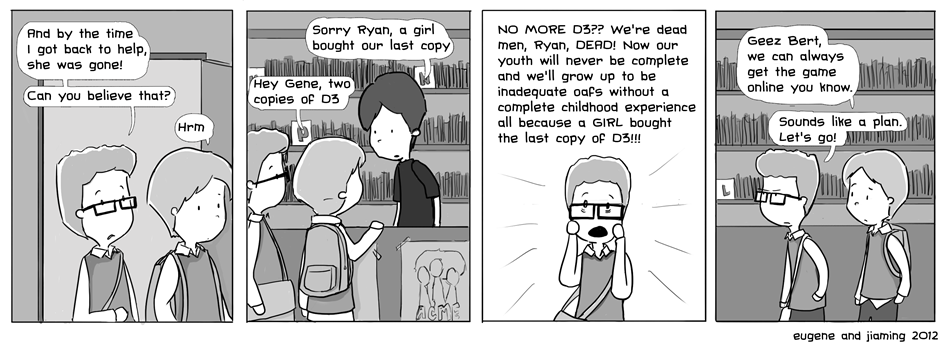 And by the time
I got back to help,
she was gone!
Can you believe that?
Hrm
Sorry Ryan, a girl
bought our last copy
Hey Gene, two
copies of D3
M
ACME
NO MORE D3?? We're dead
men, Ryan, DEAD! Now our
youth will never be complete
and we'll grow up to be
inadequate oafs without a
complete childhood experience
all because a GIRL bought
the last copy of D3!!!
Geez Bert,
we can always
get the game
online you know.
Sounds like a plan.
Let's go!
L
eugene and jiaming 2012